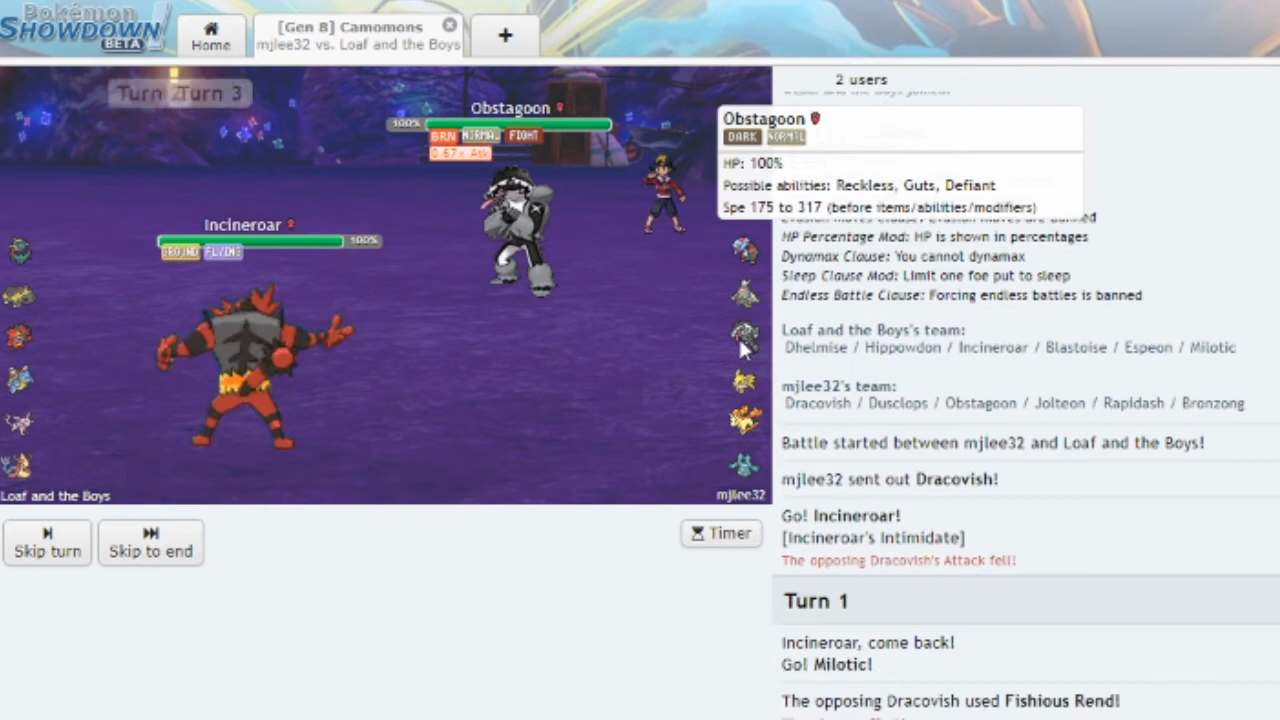 Pokémon
SHOWDOWN
BETA
Home
[Gen 8] Camomons
mjlee32 vs. Loaf and the Boys
+
Turn Turn 3
Obstagoon
100%
BRN NORMAL FIGHT
0.67x Atk
Incineroar
100%
GROUND FLYING
Loaf and the Boys
mjlee32
Skip turn
Skip to end
Timer
2 users
Obstagoon
DARK NORMAL
HP: 100%
Possible abilities: Reckless, Guts, Defiant
Spe 175 to 317 (before items/abilities/modifiers)
HP Percentage Mod: HP is shown in percentages
Dynamax Clause: You cannot dynamax
Sleep Clause Mod: Limit one foe put to sleep
Endless Battle Clause: Forcing endless battles is banned
Loaf and the Boys's team:
Dhelmise / Hippowdon / Incineroar / Blastoise / Espeon / Milotic
mjlee32's team:
Dracovish / Dusclops / Obstagoon / Jolteon / Rapidash / Bronzong
Battle started between mjlee32 and Loaf and the Boys!
mjlee32 sent out Dracovish!
Go! Incineroar!
[Incineroar's Intimidate]
The opposing Dracovish's Attack fell!
Turn 1
Incineroar, come back!
Go! Milotic!
The opposing Dracovish used Fishious Rend!